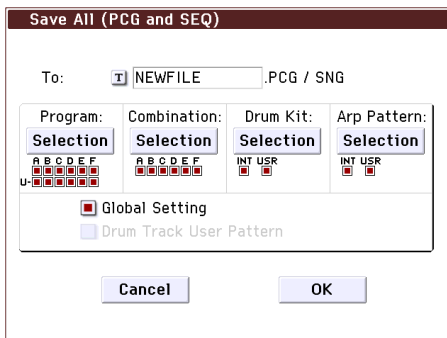 Save All (PCG and SEQ)
To: T NEWFILE .PCG / SNG
Program: Combination: Drum Kit: Arp Pattern:
Selection Selection Selection Selection
A B C D E F A B C D E F INT USR INT USR
U-
Global Setting
Drum Track User Pattern
Cancel OK